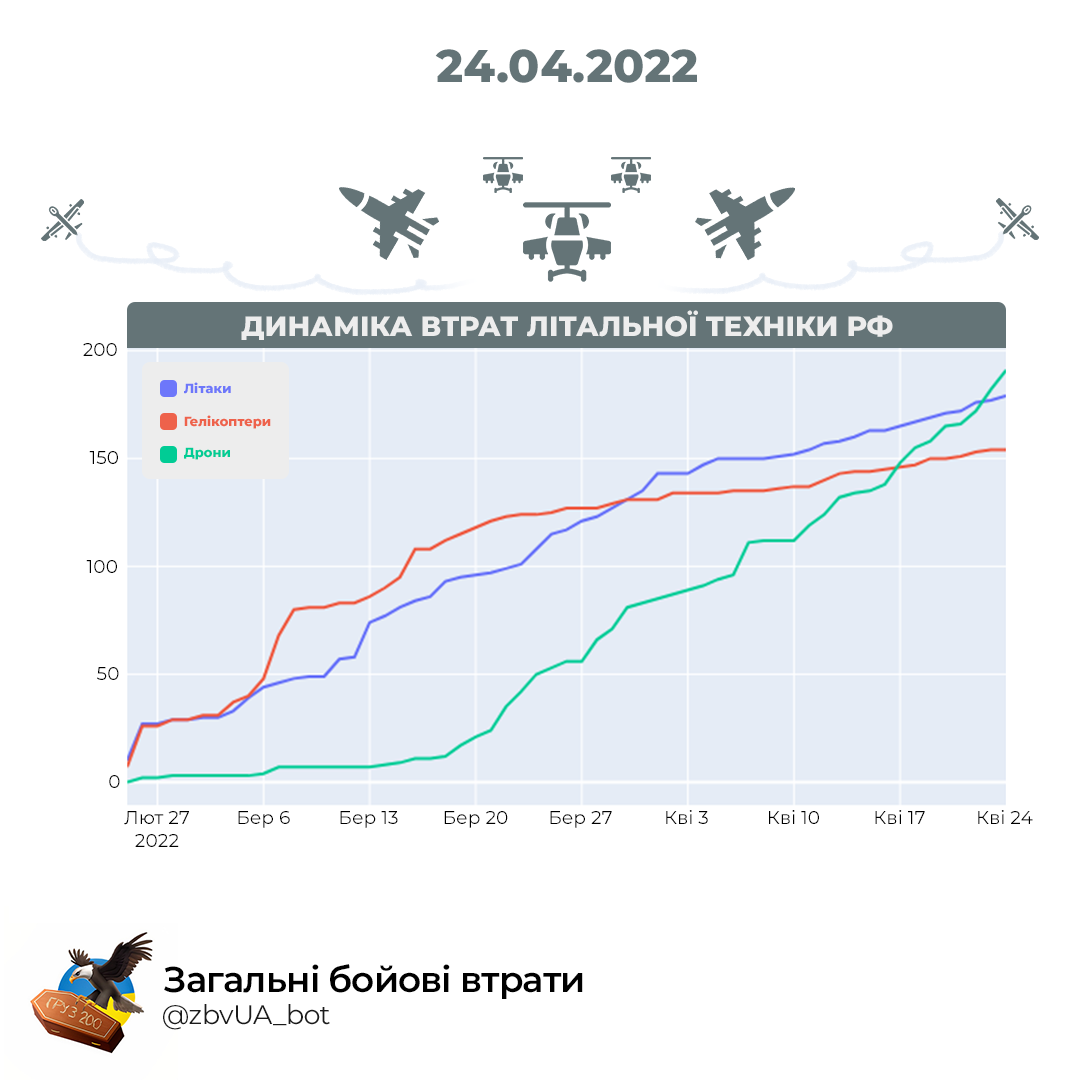 24.04.2022
ДИНАМІКА ВТРАТ ЛІТАЛЬНОЇ ТЕХНІКИ РФ
200
Літаки
Гелікоптери
Дрони
150
100
50
0
Лют 27 Бер 6 Бер 13 Бер 20 Бер 27 Кві 3 Кві 10 Кві 17 Кві 24
2022
ГРУЗ 200
Загальні бойові втрати
@zbvUA_bot